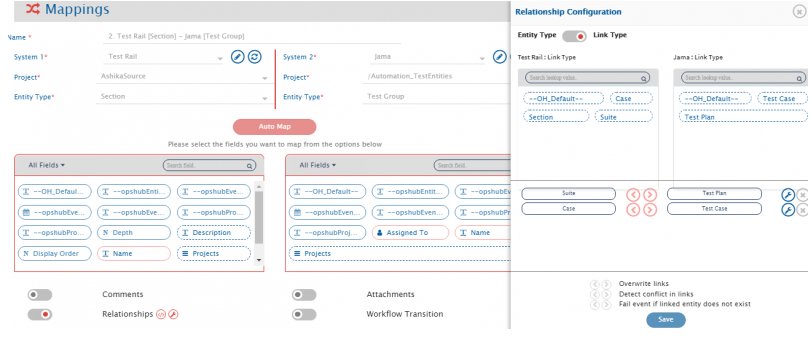 Mappings
Name *
2. Test Rail [Section] – Jama [Test Group]
System 1*
Test Rail
System 2*
Jama
Project*
AshikaSource
Project*
/Automation_TestEntities
Entity Type*
Section
Entity Type*
Test Group
Auto Map
Please select the fields you want to map from the options below
All Fields
Search field..
--OH_Defaul...
--opshubEnti...
--opshubEve...
--opshubEve...
--opshubEve...
--opshubPro...
--opshubPro...
N Depth
Description
N Display Order
Name
Projects
All Fields
Search field..
--OH_Default--
--opshubEntit...
--opshubEv
--opshubEven...
--opshubEven...
--opshubPr
--opshubProj...
Assigned To
Name
Projects
Comments
Attachments
Relationships
Workflow Transition
Relationship Configuration
Entity Type
Link Type
Test Rail : Link Type
Jama : Link Type
Search lookup value..
Search lookup value..
--OH_Default--
Case
Section
Suite
--OH_Default--
Test Case
Test Plan
Suite
Test Plan
Case
Test Case
Overwrite links
Detect conflict in links
Fail event if linked entity does not exist
Save